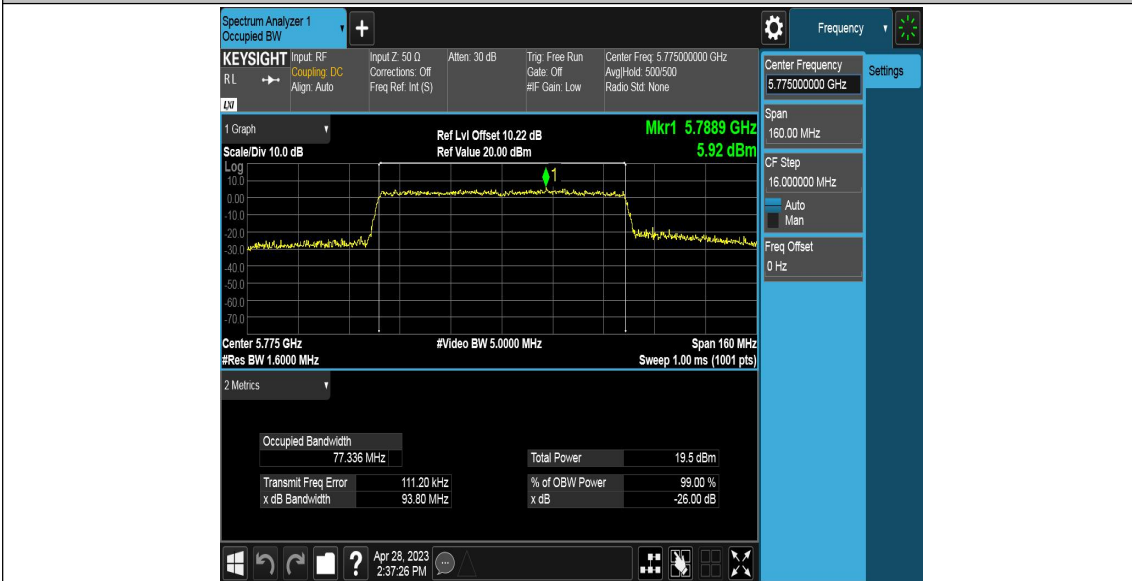 Spectrum Analyzer 1
Occupied BW
+
Frequency
KEYSIGHT
R L
LXI
Input: RF
Coupling: DC
Align: Auto
Input Z: 50 Ω
Corrections: Off
Freq Ref: Int (S)
Atten: 30 dB
Trig: Free Run
Gate: Off
#IF Gain: Low
Center Freq: 5.775000000 GHz
Avg|Hold: 500/500
Radio Std: None
Center Frequency
5.775000000 GHz
Settings
Span
160.00 MHz
CF Step
16.000000 MHz
Auto
Man
Freq Offset
0 Hz
1 Graph
Scale/Div 10.0 dB
Ref Lvl Offset 10.22 dB
Ref Value 20.00 dBm
Mkr1 5.7889 GHz
5.92 dBm
Log
10.0
0.00
-10.0
-20.0
-30.0
-40.0
-50.0
-60.0
-70.0
1
Center 5.775 GHz
#Video BW 5.0000 MHz
Span 160 MHz
#Res BW 1.6000 MHz
Sweep 1.00 ms (1001 pts)
2 Metrics
Occupied Bandwidth
77.336 MHz
Total Power 19.5 dBm
Transmit Freq Error 111.20 kHz
% of OBW Power 99.00 %
x dB Bandwidth 93.80 MHz
x dB -26.00 dB
?
Apr 28, 2023
2:37:26 PM